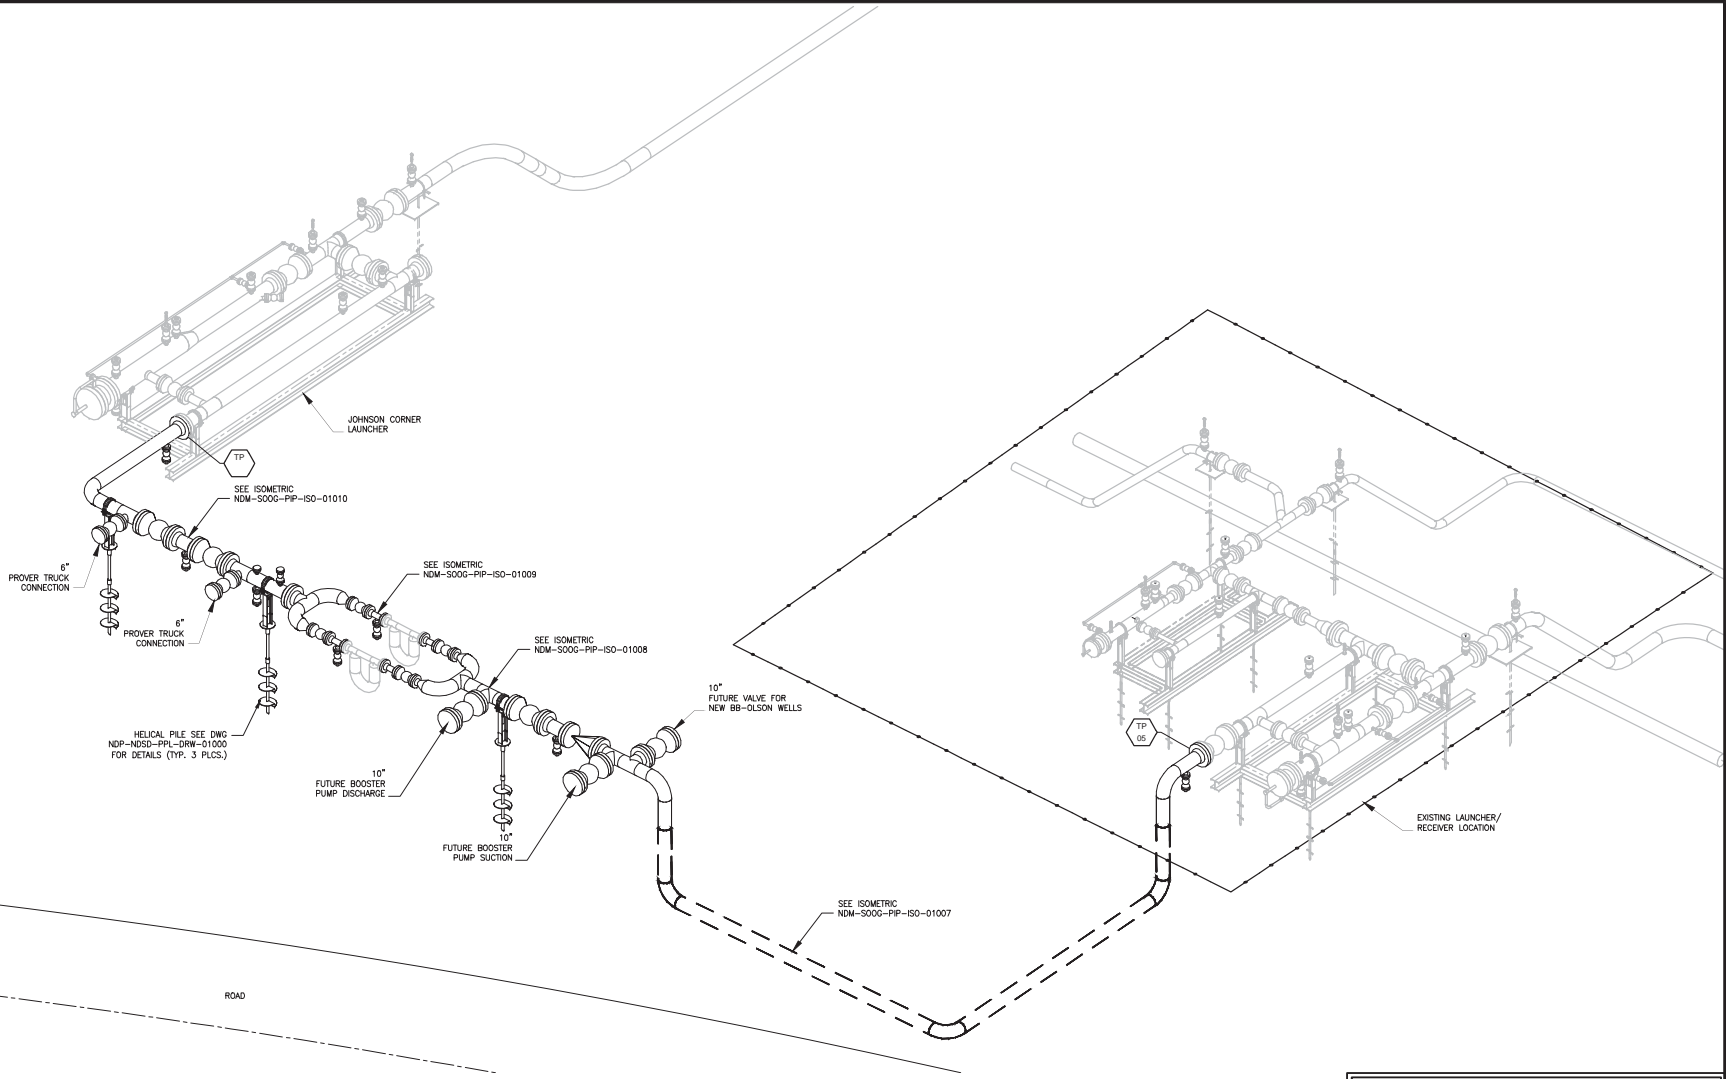 JOHNSON CORNER
LAUNCHER
TP
SEE ISOMETRIC
NDM-SOOG-PIP-ISO-01010
6"
PROVER TRUCK
CONNECTION
SEE ISOMETRIC
NDM-SOOG-PIP-ISO-01009
6"
PROVER TRUCK
CONNECTION
SEE ISOMETRIC
NDM-SOOG-PIP-ISO-01008
10"
FUTURE VALVE FOR
NEW BB-OLSON WELLS
HELICAL PILE SEE DWG
NDP-NDSD-PPL-DRW-01000
FOR DETAILS (TYP. 3 PLCS.)
TP
05
10"
FUTURE BOOSTER
PUMP DISCHARGE
10"
FUTURE BOOSTER
PUMP SUCTION
EXISTING LAUNCHER/
RECEIVER LOCATION
SEE ISOMETRIC
NDM-SOOG-PIP-ISO-01007
ROAD